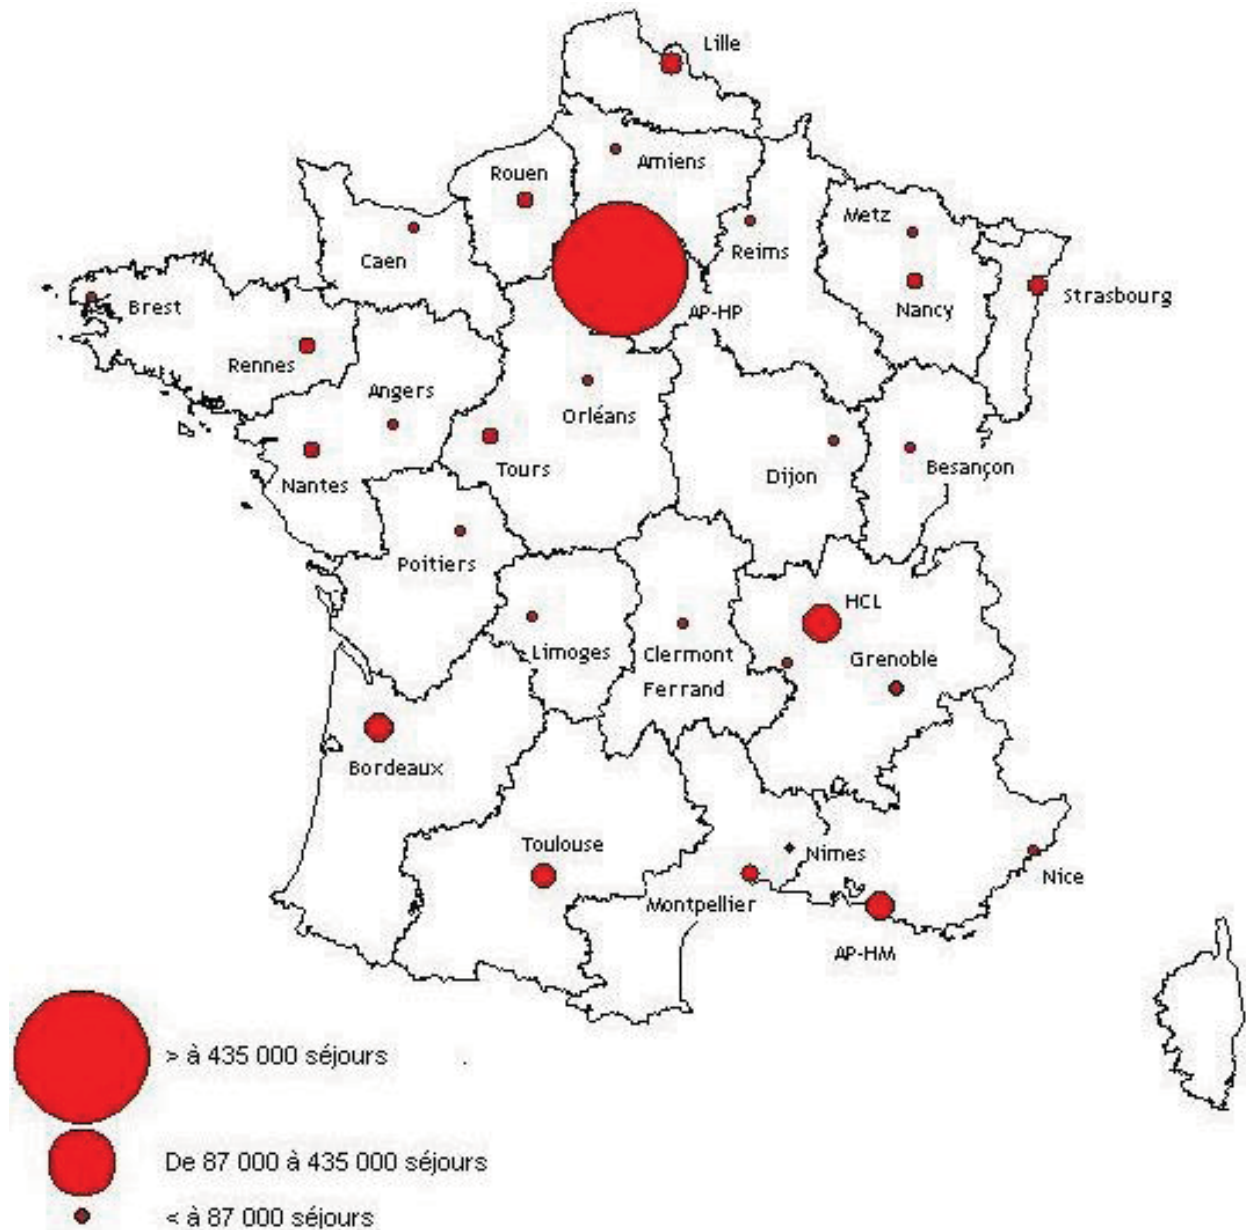 Lille
Amiens
Rouen
Metz
Reims
Caen
Strasbourg
Brest
Nancy
AP-HP
Rennes
Angers
Orléans
Tours
Besançon
Dijon
Nantes
Poitiers
HCL
Limoges
Clermont
Ferrand
Grenoble
Bordeaux
Toulouse
Nimes
Nice
Montpellier
AP-HM
> à 435 000 séjours
De 87 000 à 435 000 séjours
< à 87 000 séjours